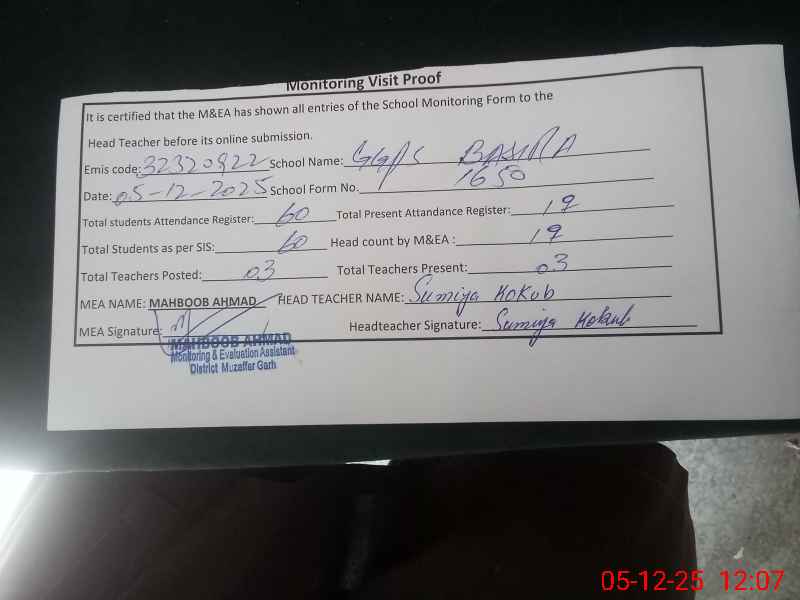 Monitoring Visit Proof
It is certified that the M&EA has shown all entries of the School Monitoring Form to the
Head Teacher before its online submission.
Emis code: 32320922 School Name: GGPS BASIRA
Date: 05-12-2025 School Form No. 1650
Total students Attendance Register: 60 Total Present Attandance Register: 19
Total Students as per SIS: 60 Head count by M&EA : 19
Total Teachers Posted: 03 Total Teachers Present: 03
MEA NAME: MAHBOOB AHMAD HEAD TEACHER NAME: Sumiya Kokub
MEA Signature: Headteacher Signature: Sumiya Kokub
MAHBOOB AHMAD
Monitoring & Evaluation Assistant
District Muzaffar Garh
05-12-25 12:07